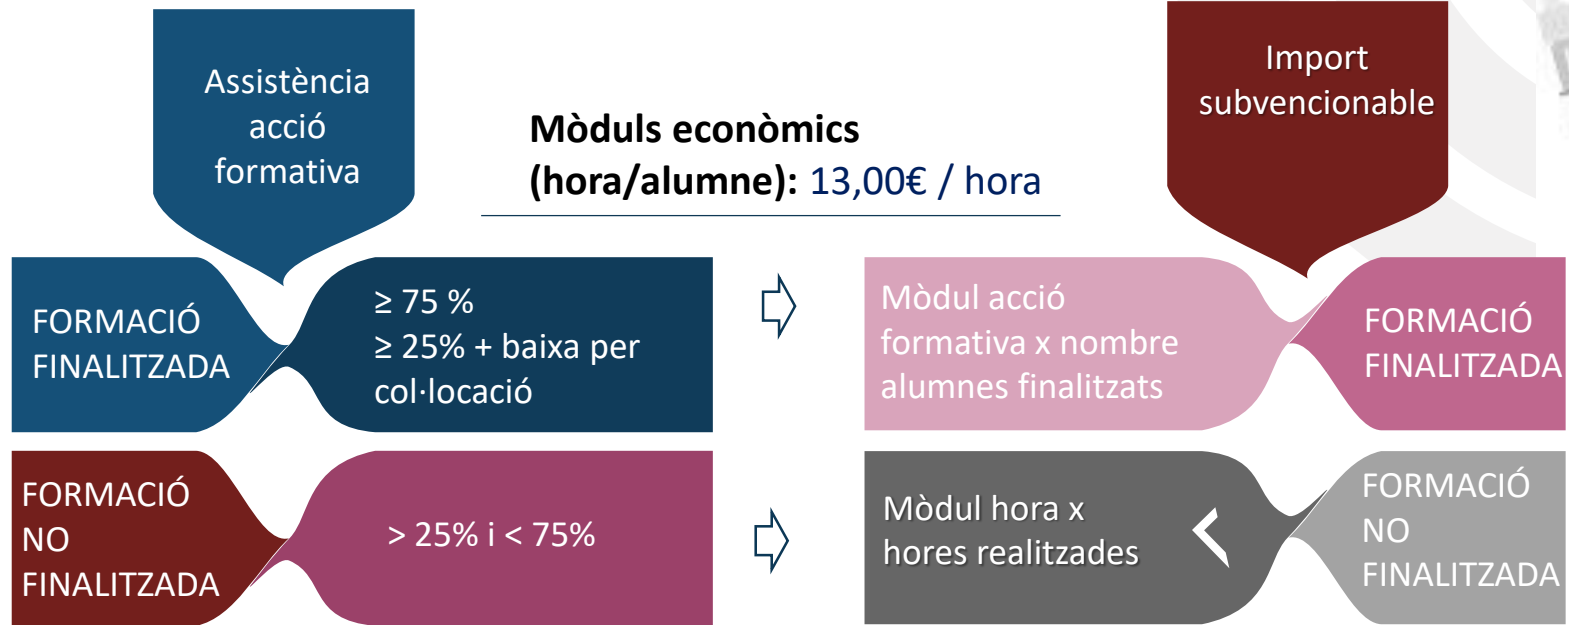 Assistència
acció
formativa
Mòduls econòmics
(hora/alumne): 13,00€ / hora
Import
subvencionable
FORMACIÓ
FINALITZADA
≥ 75 %
≥ 25% + baixa per
col·locació
Mòdul acció
formativa x nombre
alumnes finalitzats
FORMACIÓ
FINALITZADA
FORMACIÓ
NO
FINALITZADA
> 25% i < 75%
Mòdul hora x
hores realitzades
<
FORMACIÓ
NO
FINALITZADA